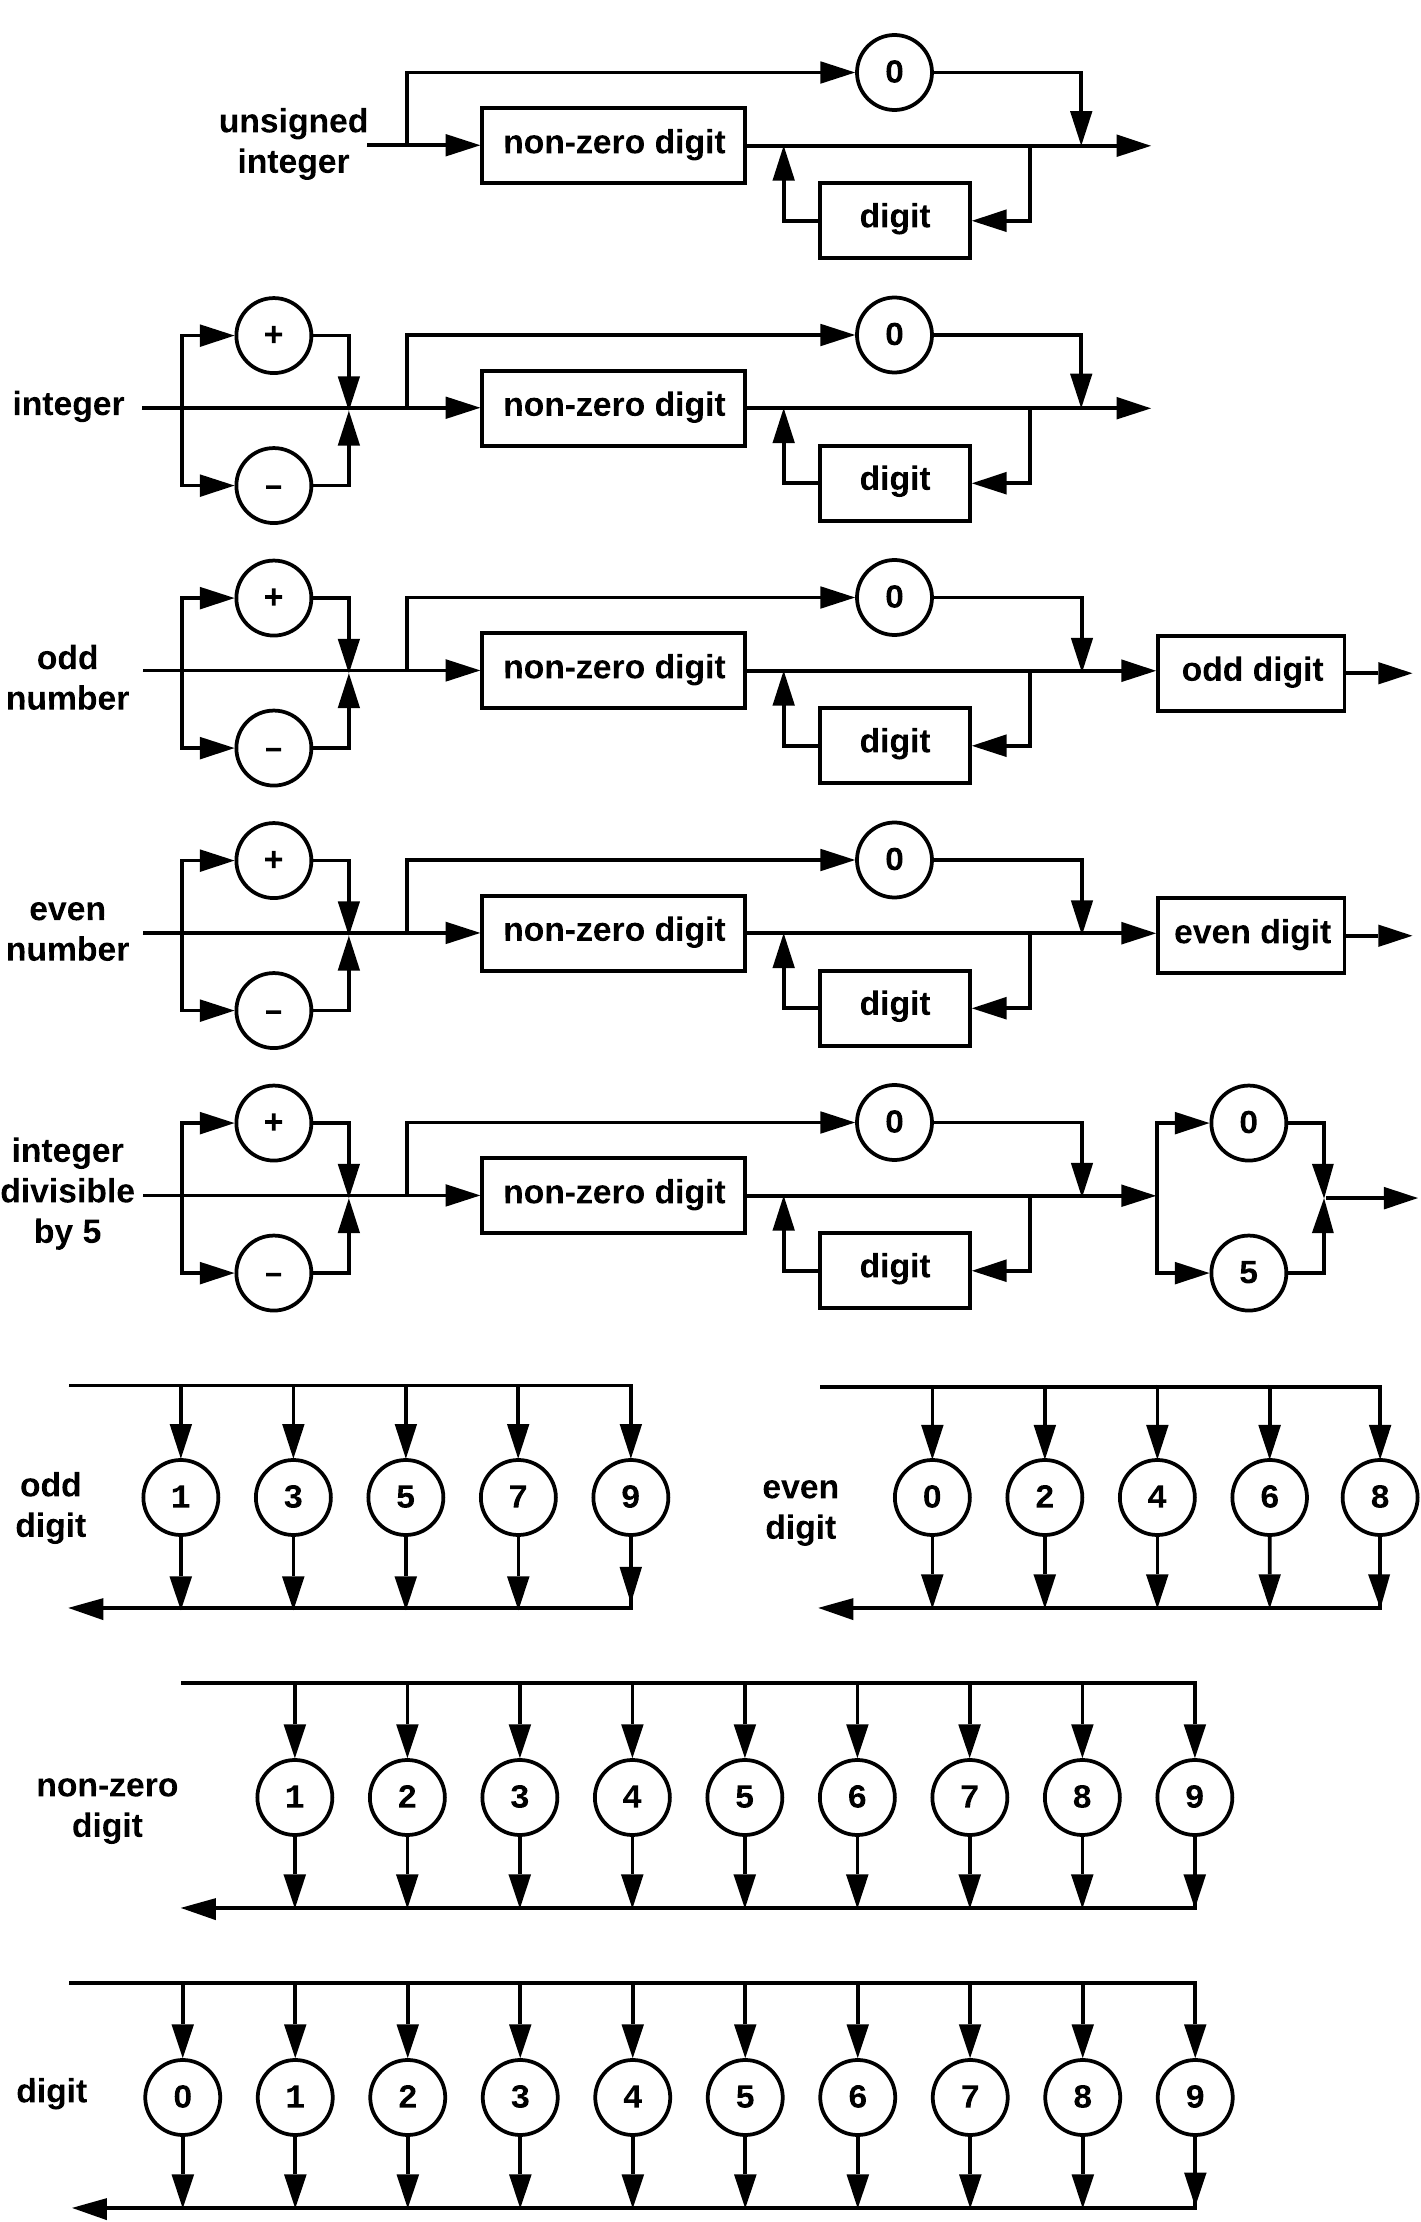 0
unsigned
integer
non-zero digit
digit
+
0
integer
non-zero digit
–
digit
+
0
odd
number
non-zero digit
odd digit
–
digit
+
0
even
number
non-zero digit
even digit
–
digit
+
0
0
integer
divisible
by 5
non-zero digit
–
digit
5
odd
digit
1 3 5 7 9
even
digit
0 2 4 6 8
non-zero
digit
1 2 3 4 5 6 7 8 9
digit
0 1 2 3 4 5 6 7 8 9